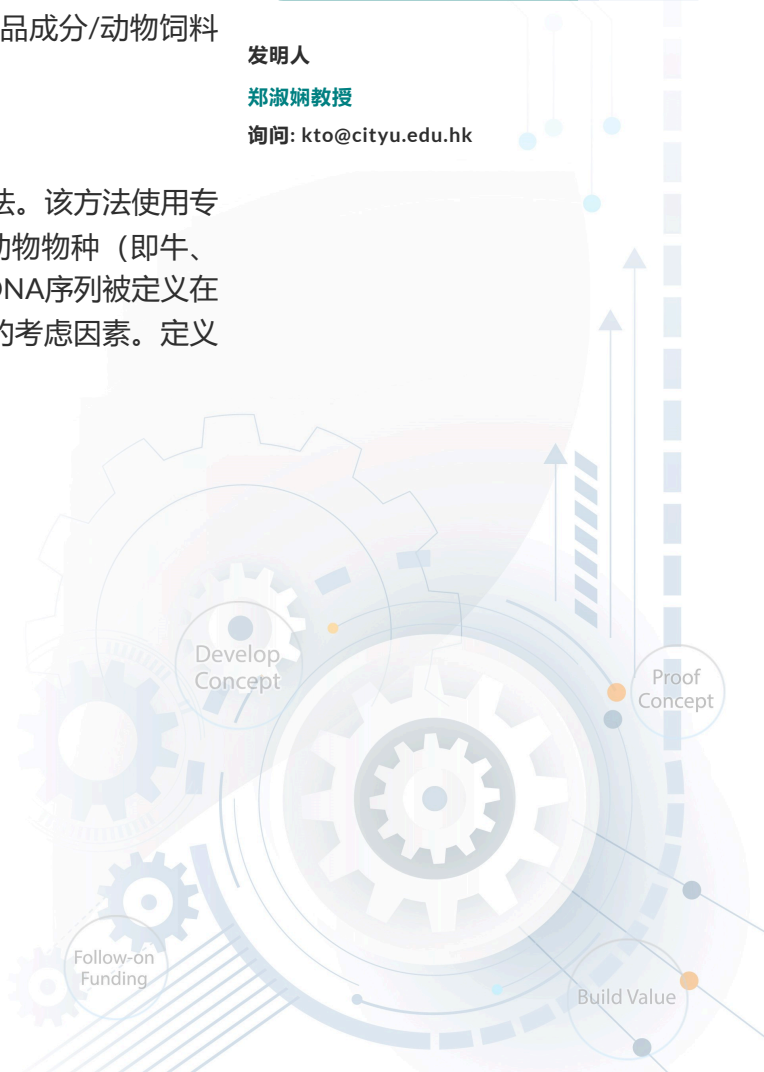 品成分/动物饲料
发明人
郑淑娴教授
询问: kto@cityu.edu.hk
法。该方法使用专
动物物种（即牛、
DNA序列被定义在
的考虑因素。定义
Develop
Concept
Proof
Concept
Follow-on
Funding
Build Value